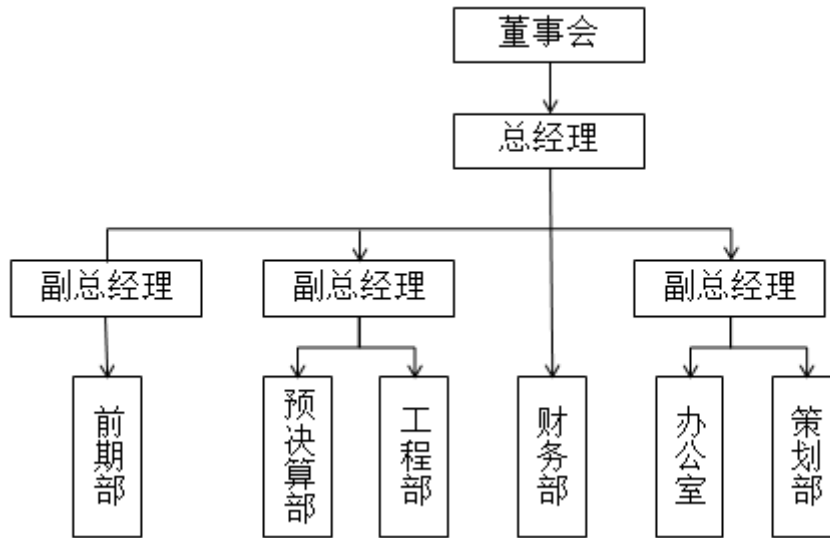 董事会
总经理
副总经理
副总经理
副总经理
前期部
预决算部
工程部
财务部
办公室
策划部